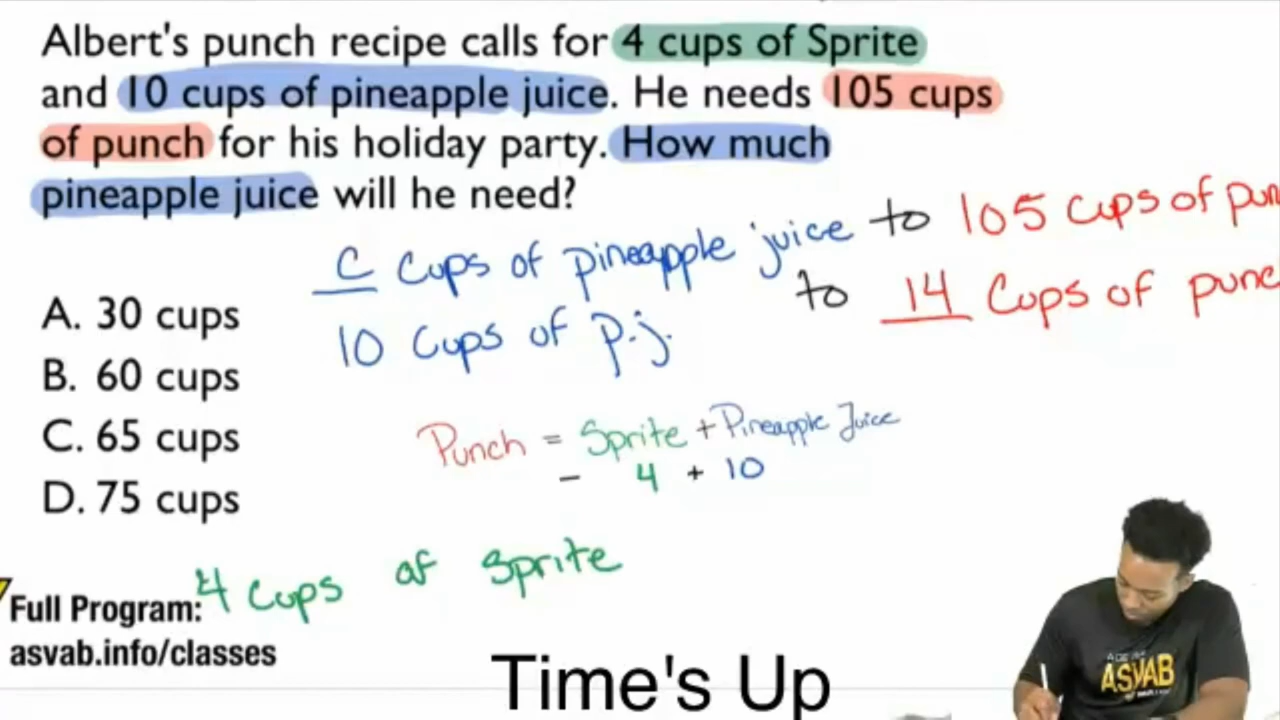 Albert's punch recipe calls for 4 cups of Sprite
and 10 cups of pineapple juice. He needs 105 cups
of punch for his holiday party. How much
pineapple juice will he need?
C cups of pineapple juice to 105 cups of pun
10 cups of p.j. to 14 cups of punc
A. 30 cups
B. 60 cups
C. 65 cups
D. 75 cups
Punch = Sprite + Pineapple Juice
- 4 + 10
4 cups of Sprite
Full Program:
asvab.info/classes
Time's Up
ASVAB